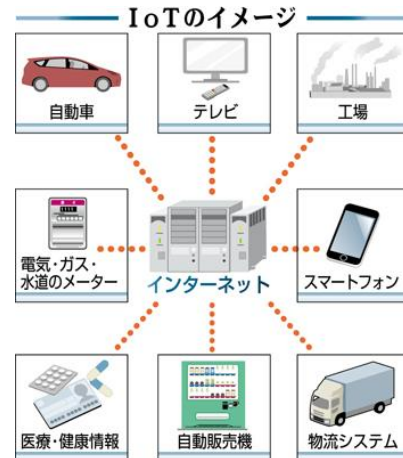 IoTのイメージ
自動車
テレビ
工場
電気・ガス・
水道のメーター
インターネット
スマートフォン
医療・健康情報
自動販売機
物流システム